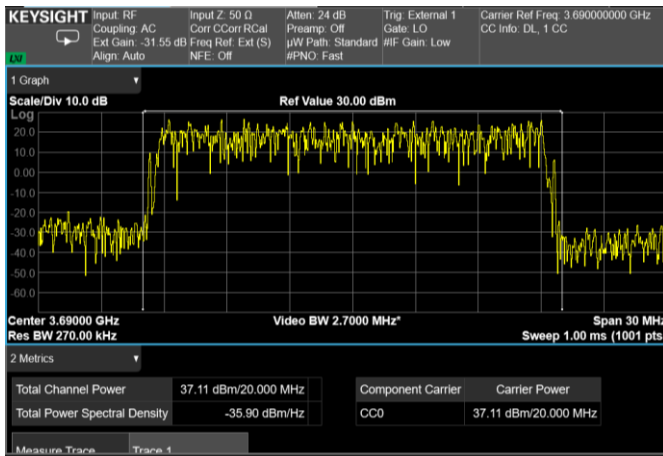 KEYSIGHT Input: RF Input Z: 50 Ω Atten: 24 dB Trig: External 1 Carrier Ref Freq: 3.690000000 GHz
Coupling: AC Corr CCorr RCal Preamp: Off Gate: LO CC Info: DL, 1 CC
Ext Gain: -31.55 dB Freq Ref: Ext (S) µW Path: Standard #IF Gain: Low
LXI Align: Auto NFE: Off #PNO: Fast
1 Graph
Scale/Div 10.0 dB Ref Value 30.00 dBm
Log
20.0
10.0
0.00
-10.0
-20.0
-30.0
-40.0
-50.0
-60.0
Center 3.69000 GHz Video BW 2.7000 MHz* Span 30 MHz
Res BW 270.00 kHz Sweep 1.00 ms (1001 pts
2 Metrics
Total Channel Power 37.11 dBm/20.000 MHz Component Carrier Carrier Power
Total Power Spectral Density -35.90 dBm/Hz CC0 37.11 dBm/20.000 MHz
Measure Trace Trace 1